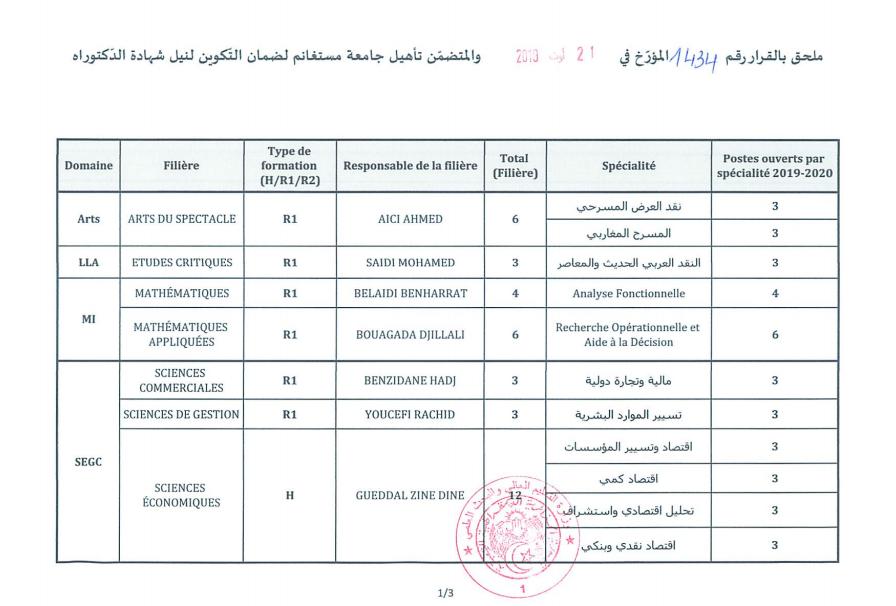 ملحق بالقرار رقم 1434 المؤرّخ في 21 أوت 2019 والمتضمّن تأهيل جامعة مستغانم لضمان التّكوين لنيل شهادة الدّكتوراه
Domaine Filière Type de formation (H/R1/R2) Responsable de la filière Total (Filière) Spécialité Postes ouverts par spécialité 2019-2020
Arts ARTS DU SPECTACLE R1 AICI AHMED 6 نقد العرض المسرحي 3
المسرح المغاربي 3
LLA ETUDES CRITIQUES R1 SAIDI MOHAMED 3 النقد العربي الحديث والمعاصر 3
MI MATHÉMATIQUES R1 BELAIDI BENHARRAT 4 Analyse Fonctionnelle 4
MATHÉMATIQUES APPLIQUÉES R1 BOUAGADA DJILLALI 6 Recherche Opérationnelle et Aide à la Décision 6
SEGC SCIENCES COMMERCIALES R1 BENZIDANE HADJ 3 مالية وتجارة دولية 3
SCIENCES DE GESTION R1 YOUCEFI RACHID 3 تسيير الموارد البشرية 3
SCIENCES ÉCONOMIQUES H GUEDDAL ZINE DINE 12 اقتصاد وتسيير المؤسسات 3
اقتصاد كمي 3
تحليل اقتصادي واستشراف 3
اقتصاد نقدي وبنكي 3
1
1/3